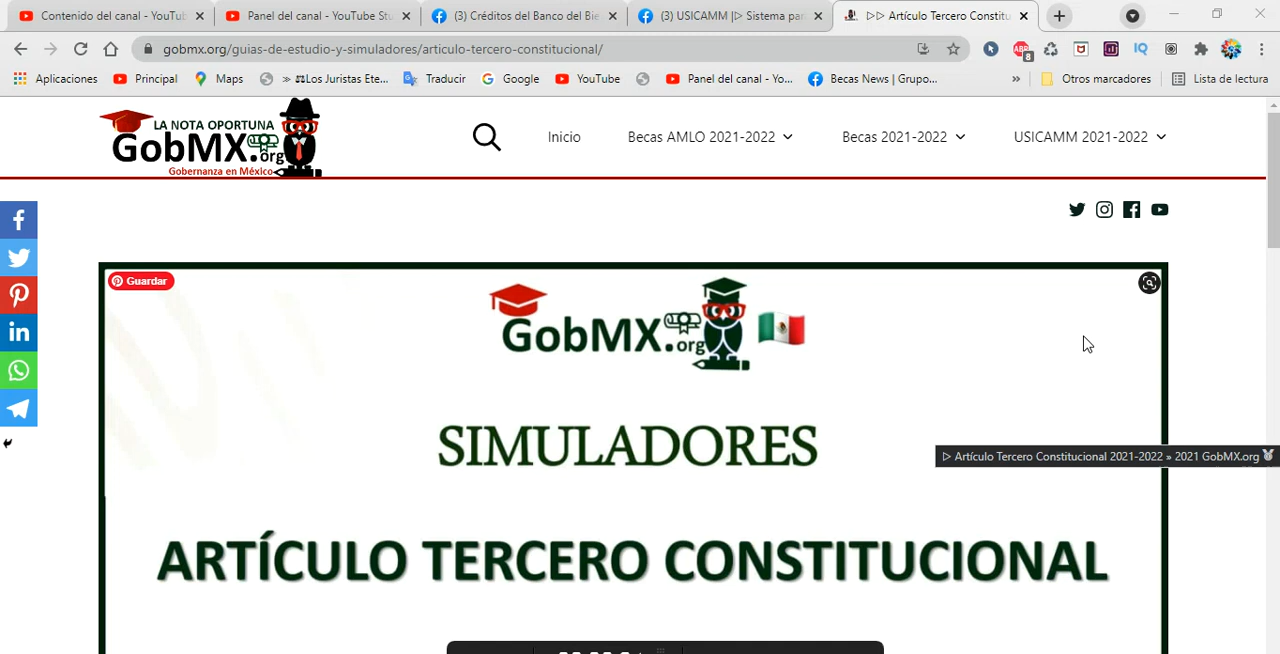 Contenido del canal - YouTub
Panel del canal - YouTube Stu
(3) Créditos del Banco del Bie
(3) USICAMM |▷ Sistema par
▷▷ Artículo Tercero Constitu
gobmx.org/guias-de-estudio-y-simuladores/articulo-tercero-constitucional/
ABP
8
IQ
Aplicaciones
Principal
Maps
» ⚖Los Juristas Ete...
Traducir
Google
YouTube
Panel del canal - Yo...
Becas News | Grupo...
»
Otros marcadores
Lista de lectura
LA NOTA OPORTUNA
GobMX.org
Gobernanza en México
Inicio
Becas AMLO 2021-2022
Becas 2021-2022
USICAMM 2021-2022
Guardar
GobMX.org
SIMULADORES
▷ Artículo Tercero Constitucional 2021-2022 » 2021 GobMX.org
ARTÍCULO TERCERO CONSTITUCIONAL